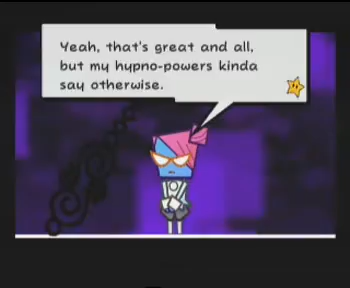 Yeah, that's great and all,
but my hypno-powers kinda
say otherwise.